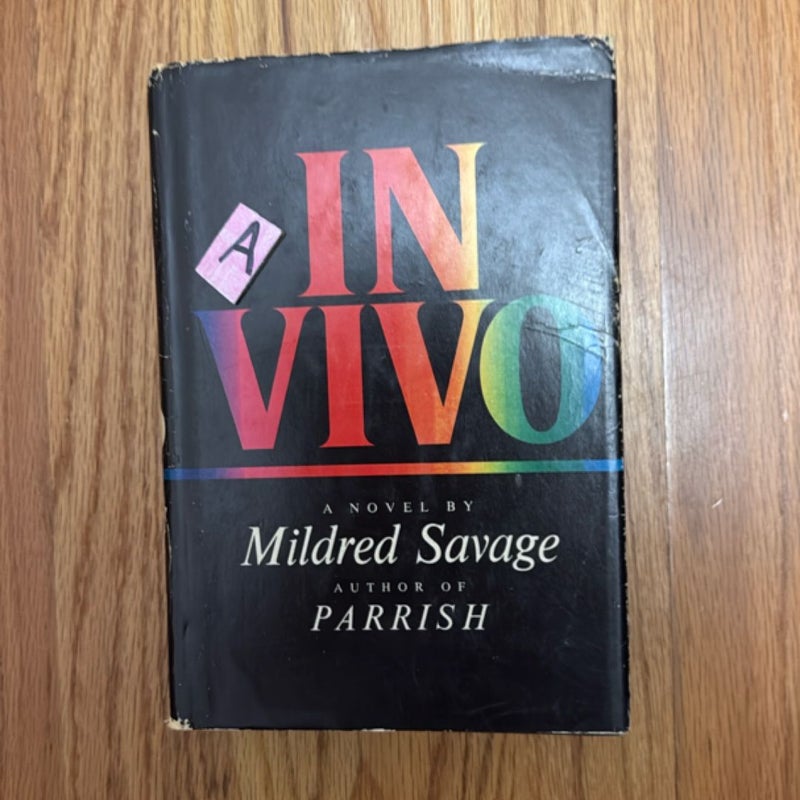 A
IN
VIVO
A NOVEL BY
Mildred Savage
AUTHOR OF
PARRISH